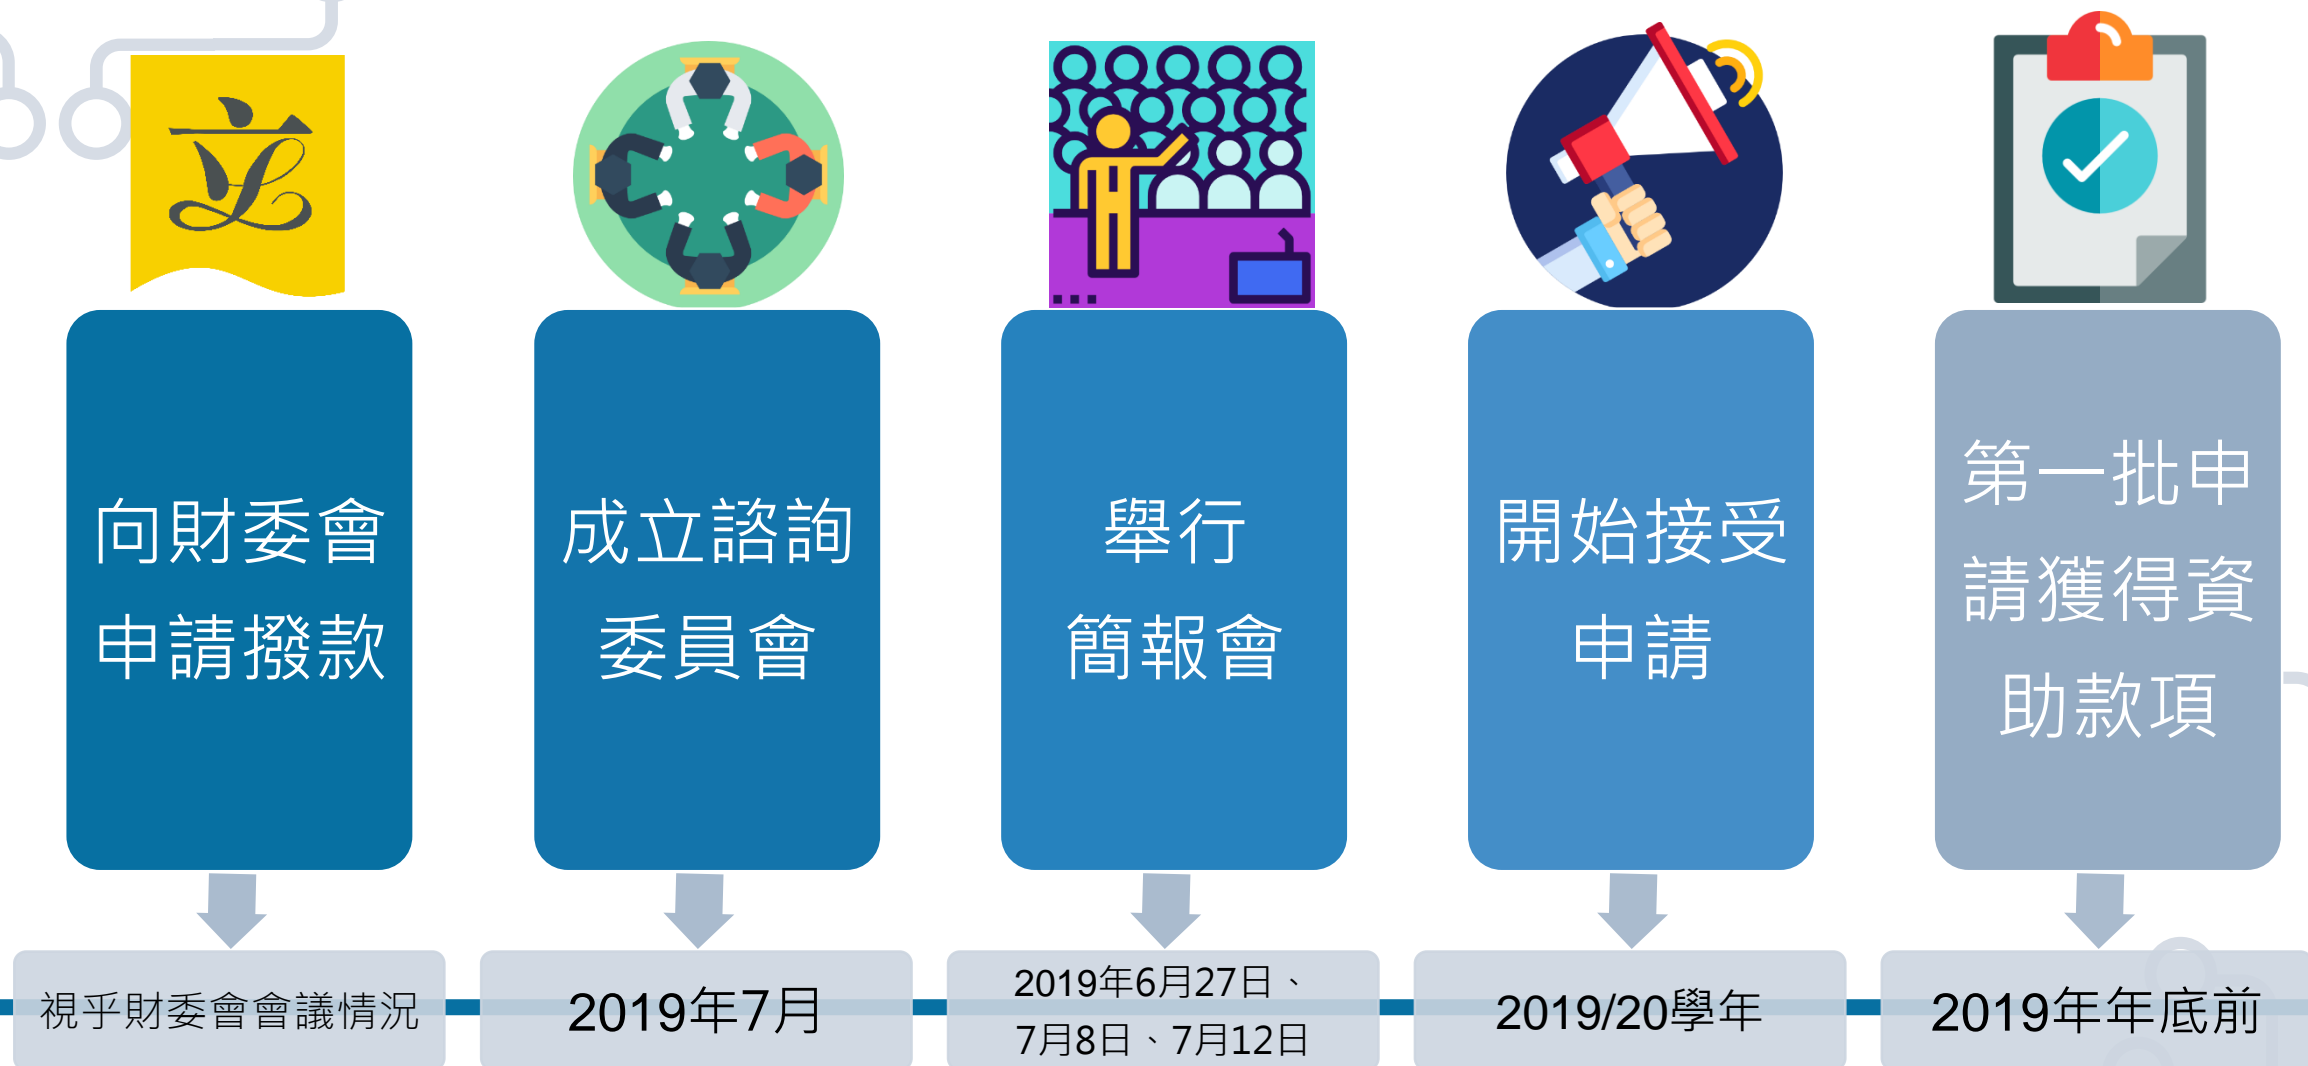 立
向財委會
申請撥款
視乎財委會會議情況
成立諮詢
委員會
2019年7月
舉行
簡報會
2019年6月27日、
7月8日、7月12日
開始接受
申請
2019/20學年
第一批申
請獲得資
助款項
2019年年底前